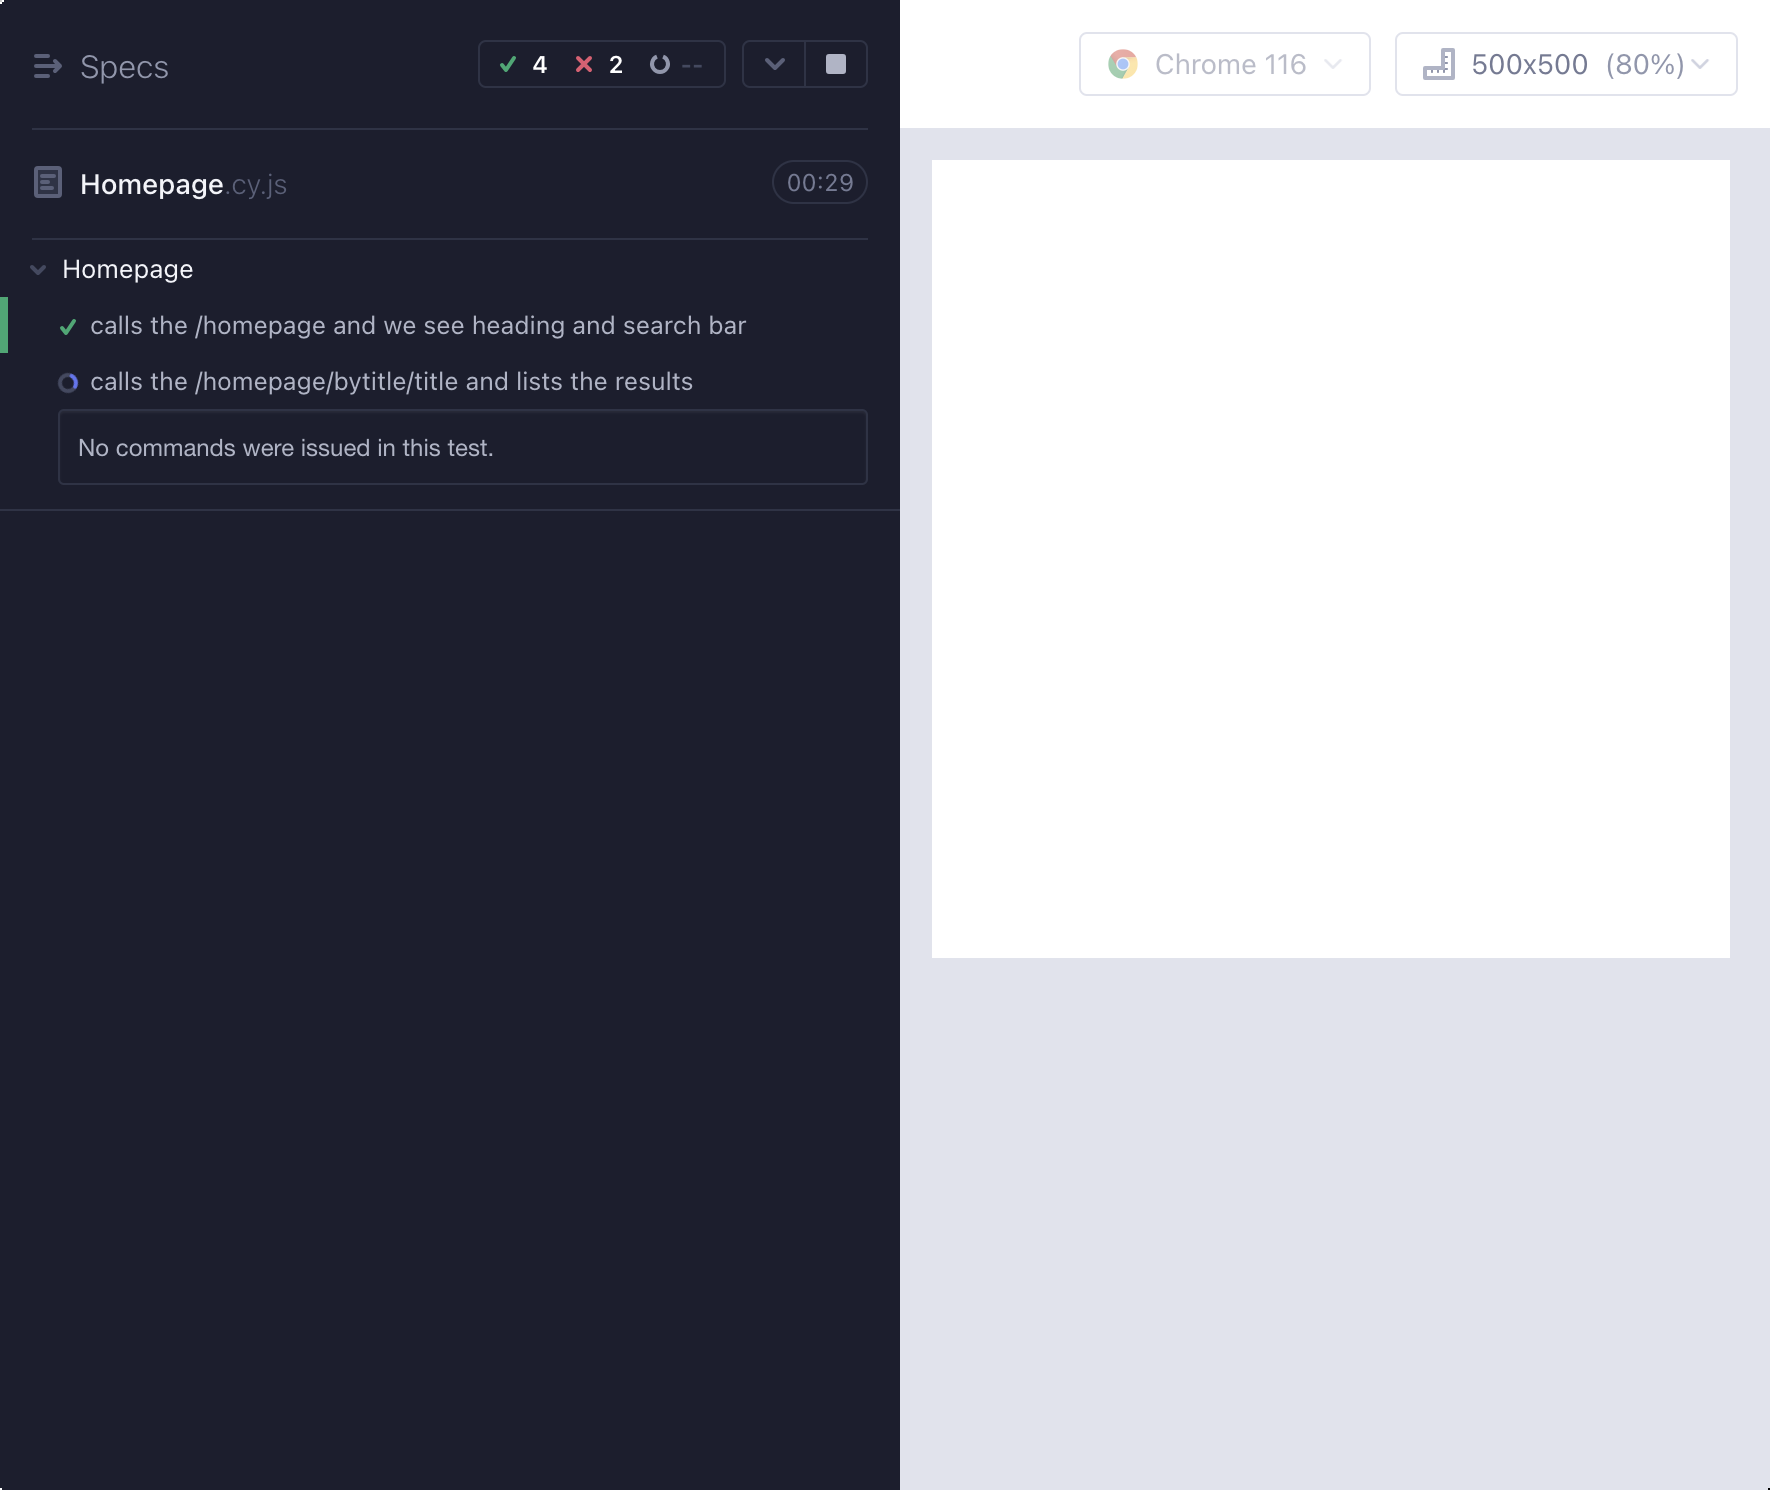 Specs
4 2 --
Chrome 116
500x500 (80%)
Homepage.cy.js
00:29
Homepage
calls the /homepage and we see heading and search bar
calls the /homepage/bytitle/title and lists the results
No commands were issued in this test.